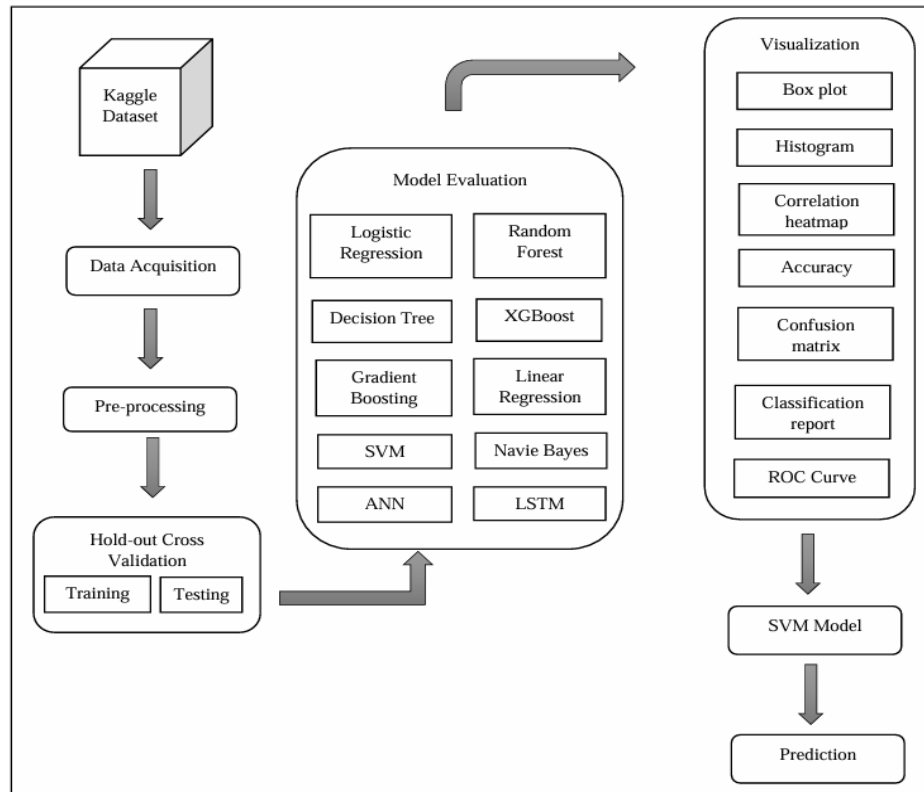 Kaggle
Dataset
Data Acquisition
Pre-processing
Hold-out Cross
Validation
Training
Testing
Model Evaluation
Logistic
Regression
Random
Forest
Decision Tree
XGBoost
Gradient
Boosting
Linear
Regression
SVM
Navie Bayes
ANN
LSTM
Visualization
Box plot
Histogram
Correlation
heatmap
Accuracy
Confusion
matrix
Classification
report
ROC Curve
SVM Model
Prediction